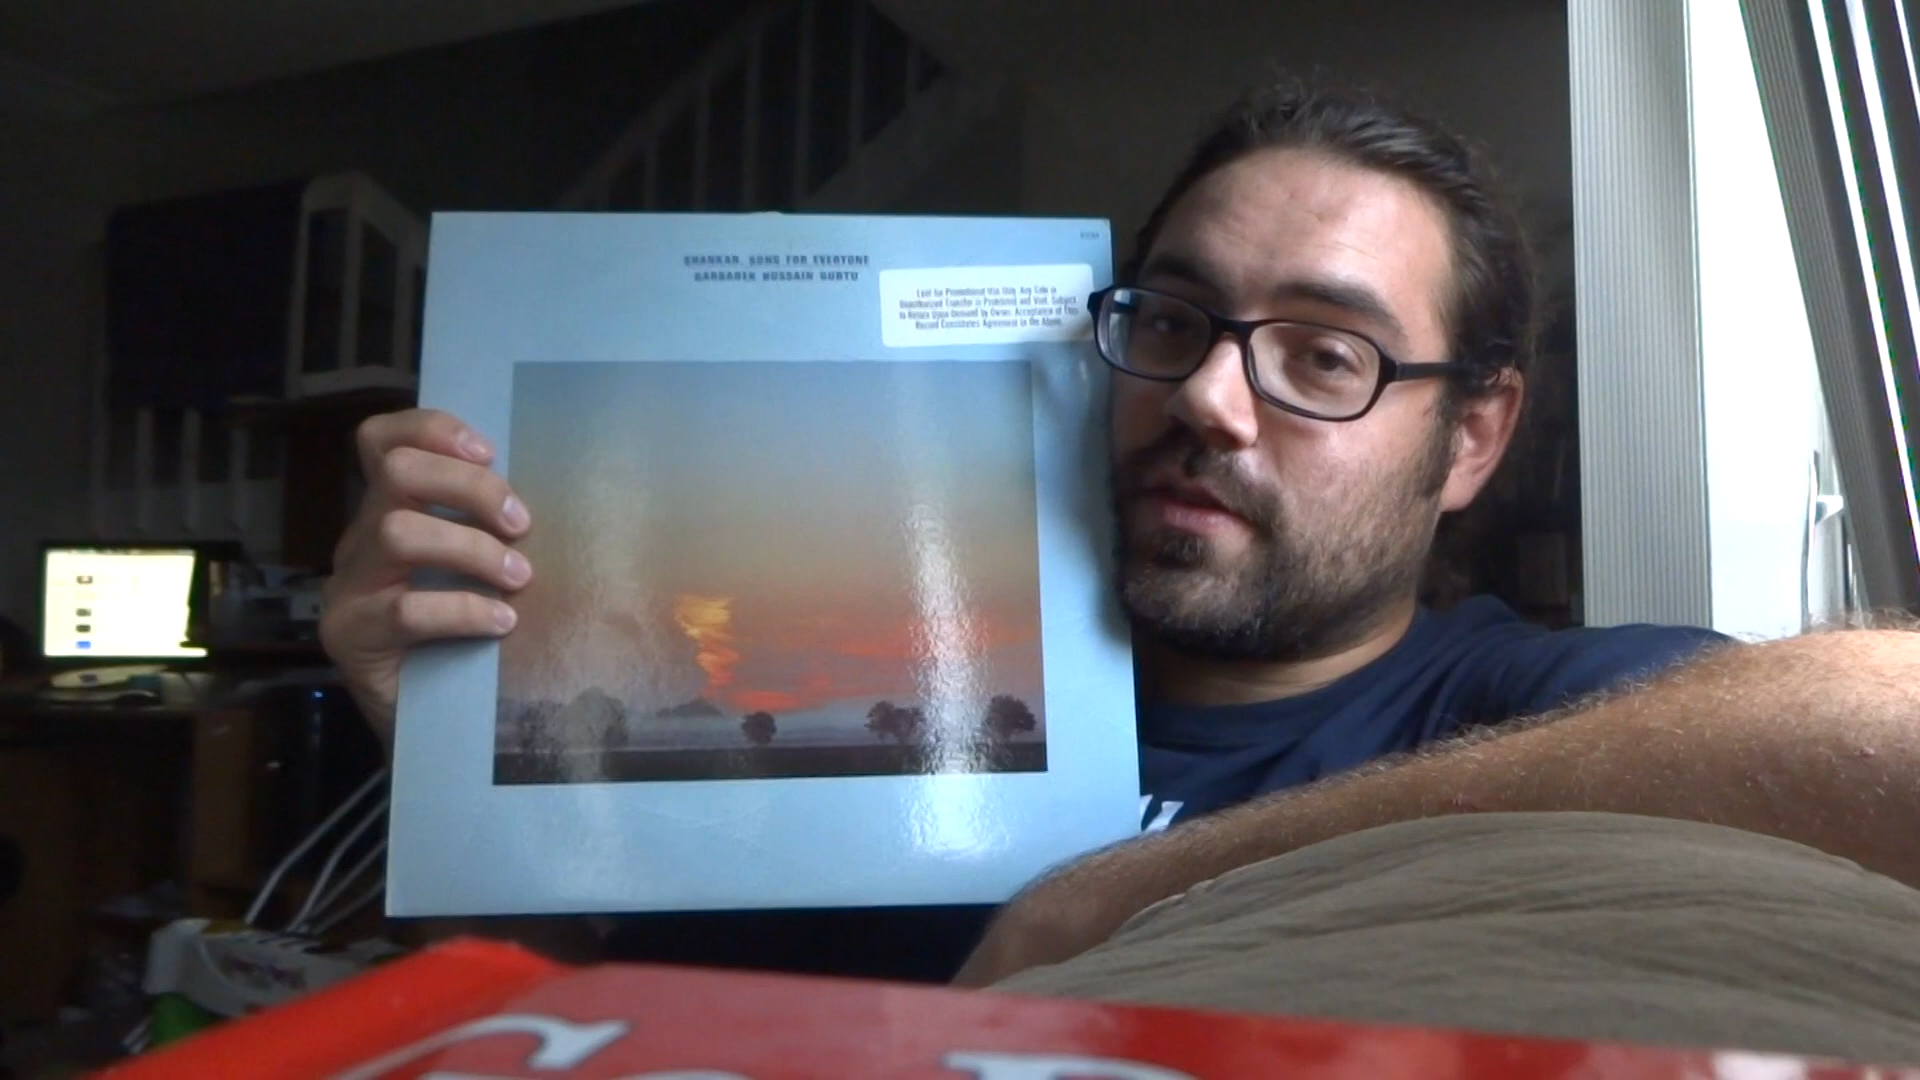 SHANKAR. SONG FOR EVERYONE
GARBAREK HUSSAIN GURTU
Loan for Promotional Use Only. Any Sale or
Unauthorized Transfer is Prohibited and Void. Subject
to Return Upon Demand by Owner. Acceptance of This
Record Constitutes Agreement to the Above.